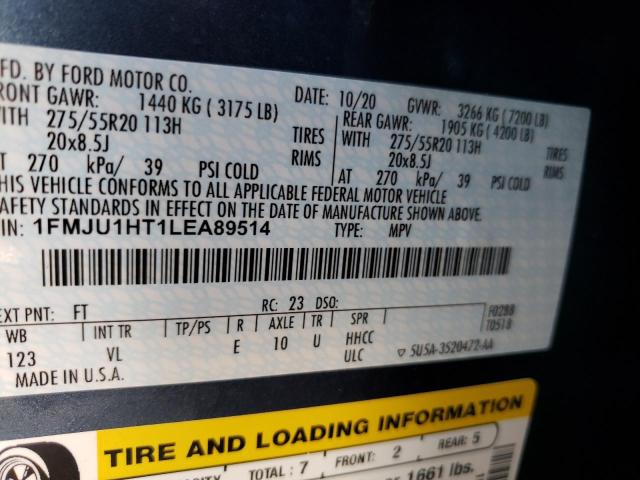 FD. BY FORD MOTOR CO.
DATE: 10/20 GVWR: 3266 KG ( 7200 LB)
RONT GAWR: 1440 KG ( 3175 LB) REAR GAWR: 1905 KG ( 4200 LB)
WITH 275/55R20 113H TIRES WITH 275/55R20 113H TIRES
20x8.5J RIMS 20x8.5J RIMS
AT 270 kPa/ 39 PSI COLD AT 270 kPa/ 39 PSI COLD
HIS VEHICLE CONFORMS TO ALL APPLICABLE FEDERAL MOTOR VEHICLE
AFETY STANDARDS IN EFFECT ON THE DATE OF MANUFACTURE SHOWN ABOVE.
IN: 1FMJU1HT1LEA89514 TYPE: MPV
EXT PNT: FT RC: 23 DSO: F0288
WB INT TR TP/PS R AXLE TR SPR T0518
123 VL E 10 U HHCC
ULC ▽ 5U5A-3520472-AA
MADE IN U.S.A.
TIRE AND LOADING INFORMATION
TOTAL : 7 FRONT: 2 REAR: 5
1661 lbs.